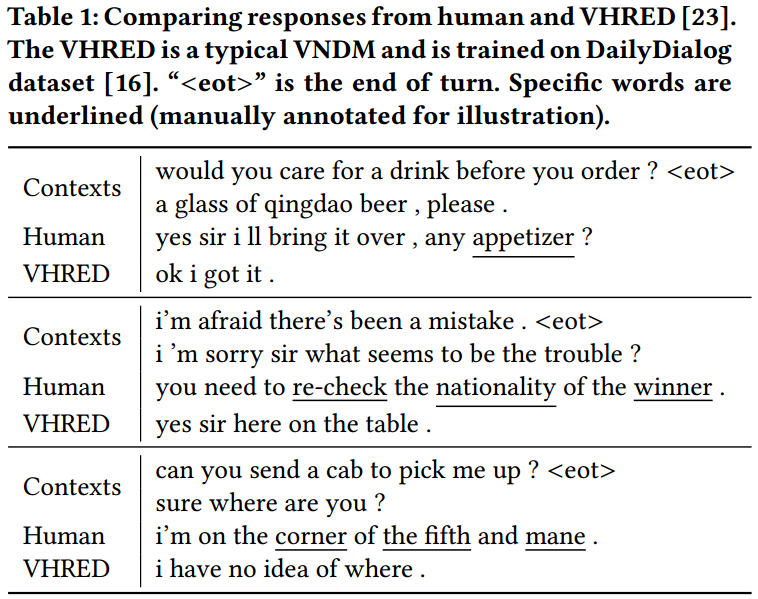 Table 1: Comparing responses from human and VHRED [23].
The VHRED is a typical VNDM and is trained on DailyDialog
dataset [16]. “<eot>” is the end of turn. Specific words are
underlined (manually annotated for illustration).
Contexts
would you care for a drink before you order ? <eot>
a glass of qingdao beer , please .
Human yes sir i ll bring it over , any appetizer ?
VHRED ok i got it .
Contexts
i’m afraid there’s been a mistake . <eot>
i ’m sorry sir what seems to be the trouble ?
Human you need to re-check the nationality of the winner .
VHRED yes sir here on the table .
Contexts
can you send a cab to pick me up ? <eot>
sure where are you ?
Human i’m on the corner of the fifth and mane .
VHRED i have no idea of where .